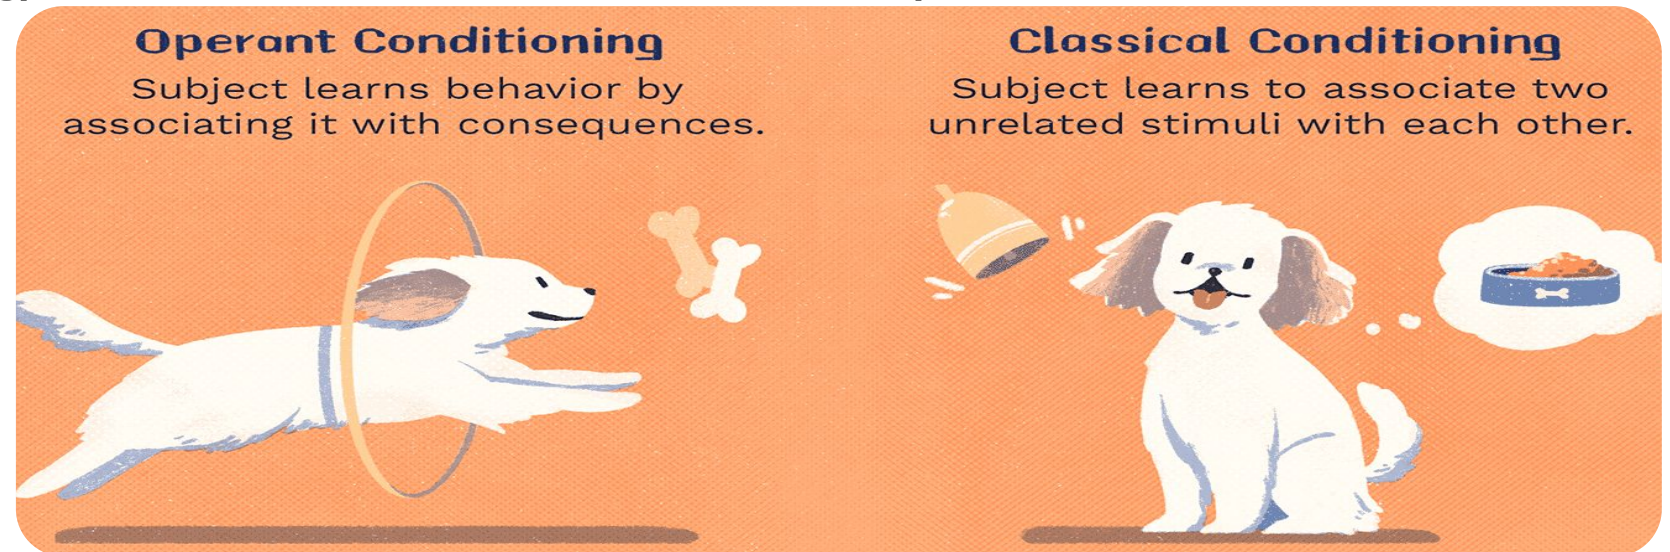 Operant Conditioning
Subject learns behavior by
associating it with consequences.
Classical Conditioning
Subject learns to associate two
unrelated stimuli with each other.